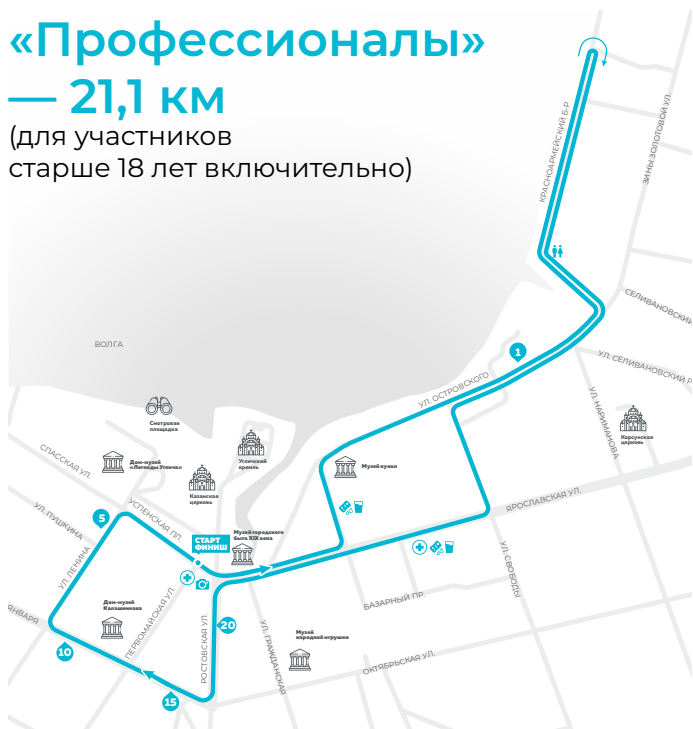 «Профессионалы»
— 21,1 км
(для участников
старше 18 лет включительно)
КРАСНОАРМЕЙСКИЙ Б-Р
ЗИНЫ ЗОЛОТОВОЙ УЛ.
СЕЛИВАНОВСКИЙ
ВОЛГА
1
УЛ. СЕЛИВАНОВСКИЙ Р
УЛ. ОСТРОВСКОГО
УЛ. НАРИМАНОВА
Смотровая
площадка
Корсунская
церковь
СПАССКАЯ УЛ.
Дом-музей
«Легенды Углича»
Угличский
кремль
Музей кукол
Казанская
церковь
ЯРОСЛАВСКАЯ УЛ.
УЛ. ПУШКИНА
5
УСПЕНСКАЯ ПЛ.
СТАРТ
ФИНИШ
Музей городского
быта XIX века
УЛ. ЛЕНИНА
УЛ. СВОБОДЫ
ЯНВАРЯ
Дом-музей
Калашникова
ПЕРВОМАЙСКАЯ УЛ.
БАЗАРНЫЙ ПР.
РОСТОВСКАЯ УЛ.
20
УЛ. ГРАЖДАНСКАЯ
Музей
народной игрушки
10
ОКТЯБРЬСКАЯ УЛ.
15